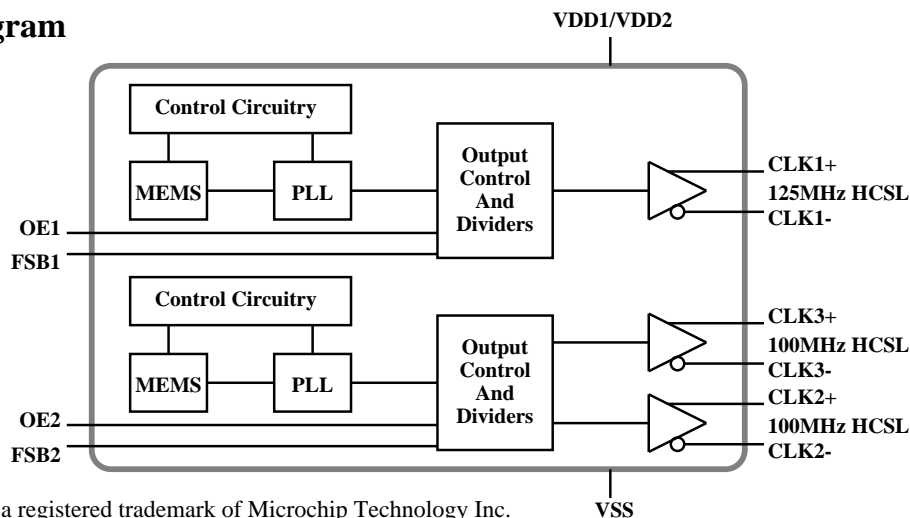 gram
VDD1/VDD2
Control Circuitry
MEMS
PLL
Output
Control
And
Dividers
CLK1+
125MHz HCSL
CLK1-
OE1
FSB1
Control Circuitry
MEMS
PLL
Output
Control
And
Dividers
CLK3+
100MHz HCSL
CLK3-
CLK2+
100MHz HCSL
CLK2-
OE2
FSB2
a registered trademark of Microchip Technology Inc.
VSS